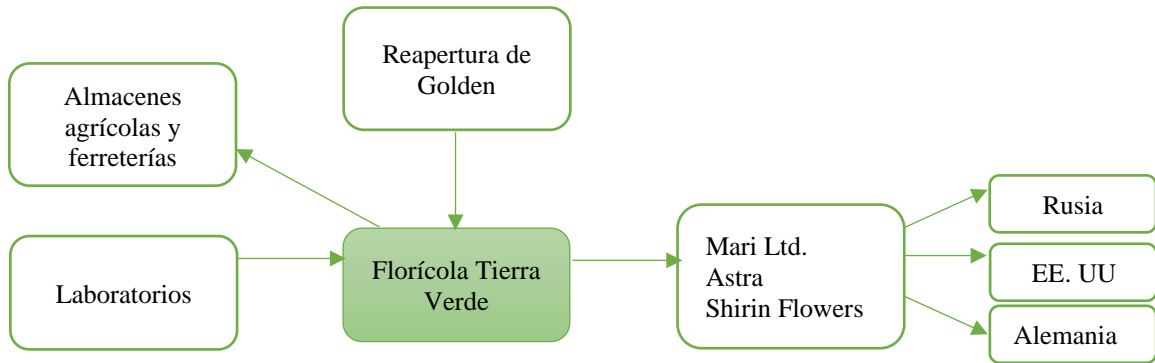 Reapertura de
Golden
Almacenes
agrícolas y
ferreterías
Laboratorios
Florícola Tierra
Verde
Mari Ltd.
Astra
Shirin Flowers
Rusia
EE. UU
Alemania